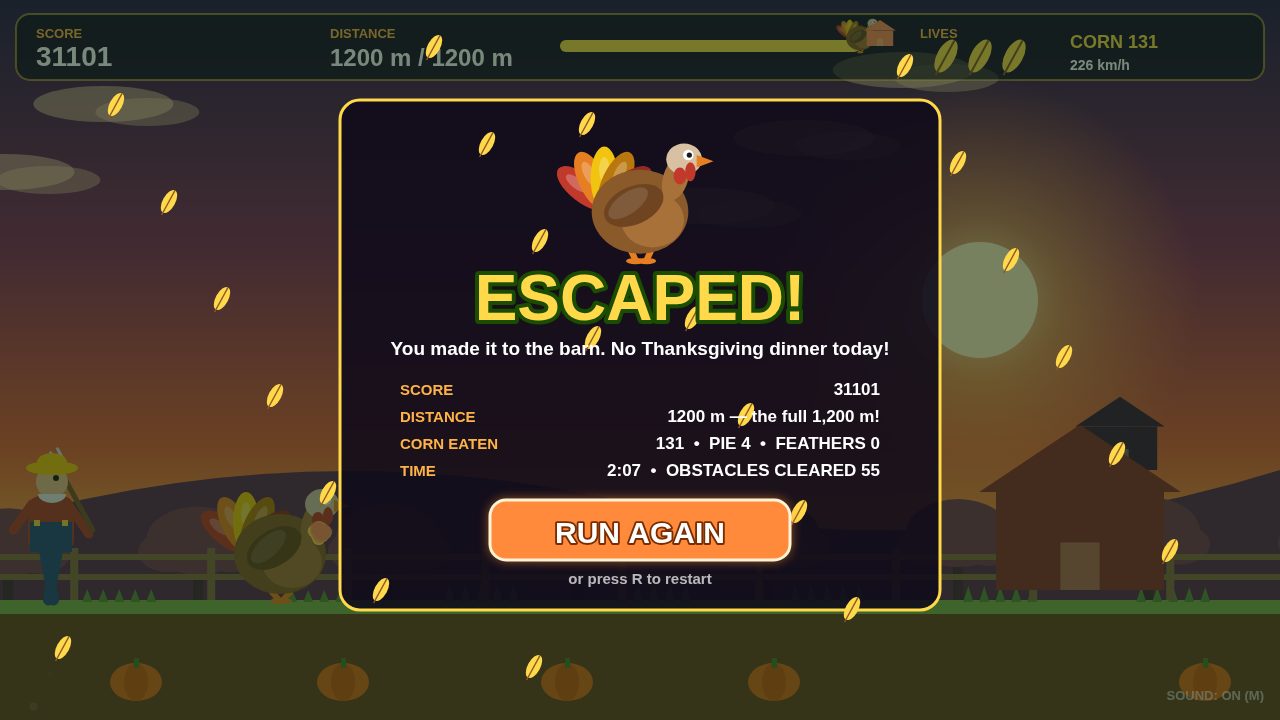 SCORE
31101
DISTANCE
1200 m / 1200 m
LIVES
CORN 131
226 km/h
ESCAPED!
You made it to the barn. No Thanksgiving dinner today!
SCORE 31101
DISTANCE 1200 m — the full 1,200 m!
CORN EATEN 131 • PIE 4 • FEATHERS 0
TIME 2:07 • OBSTACLES CLEARED 55
RUN AGAIN
or press R to restart
SOUND: ON (M)